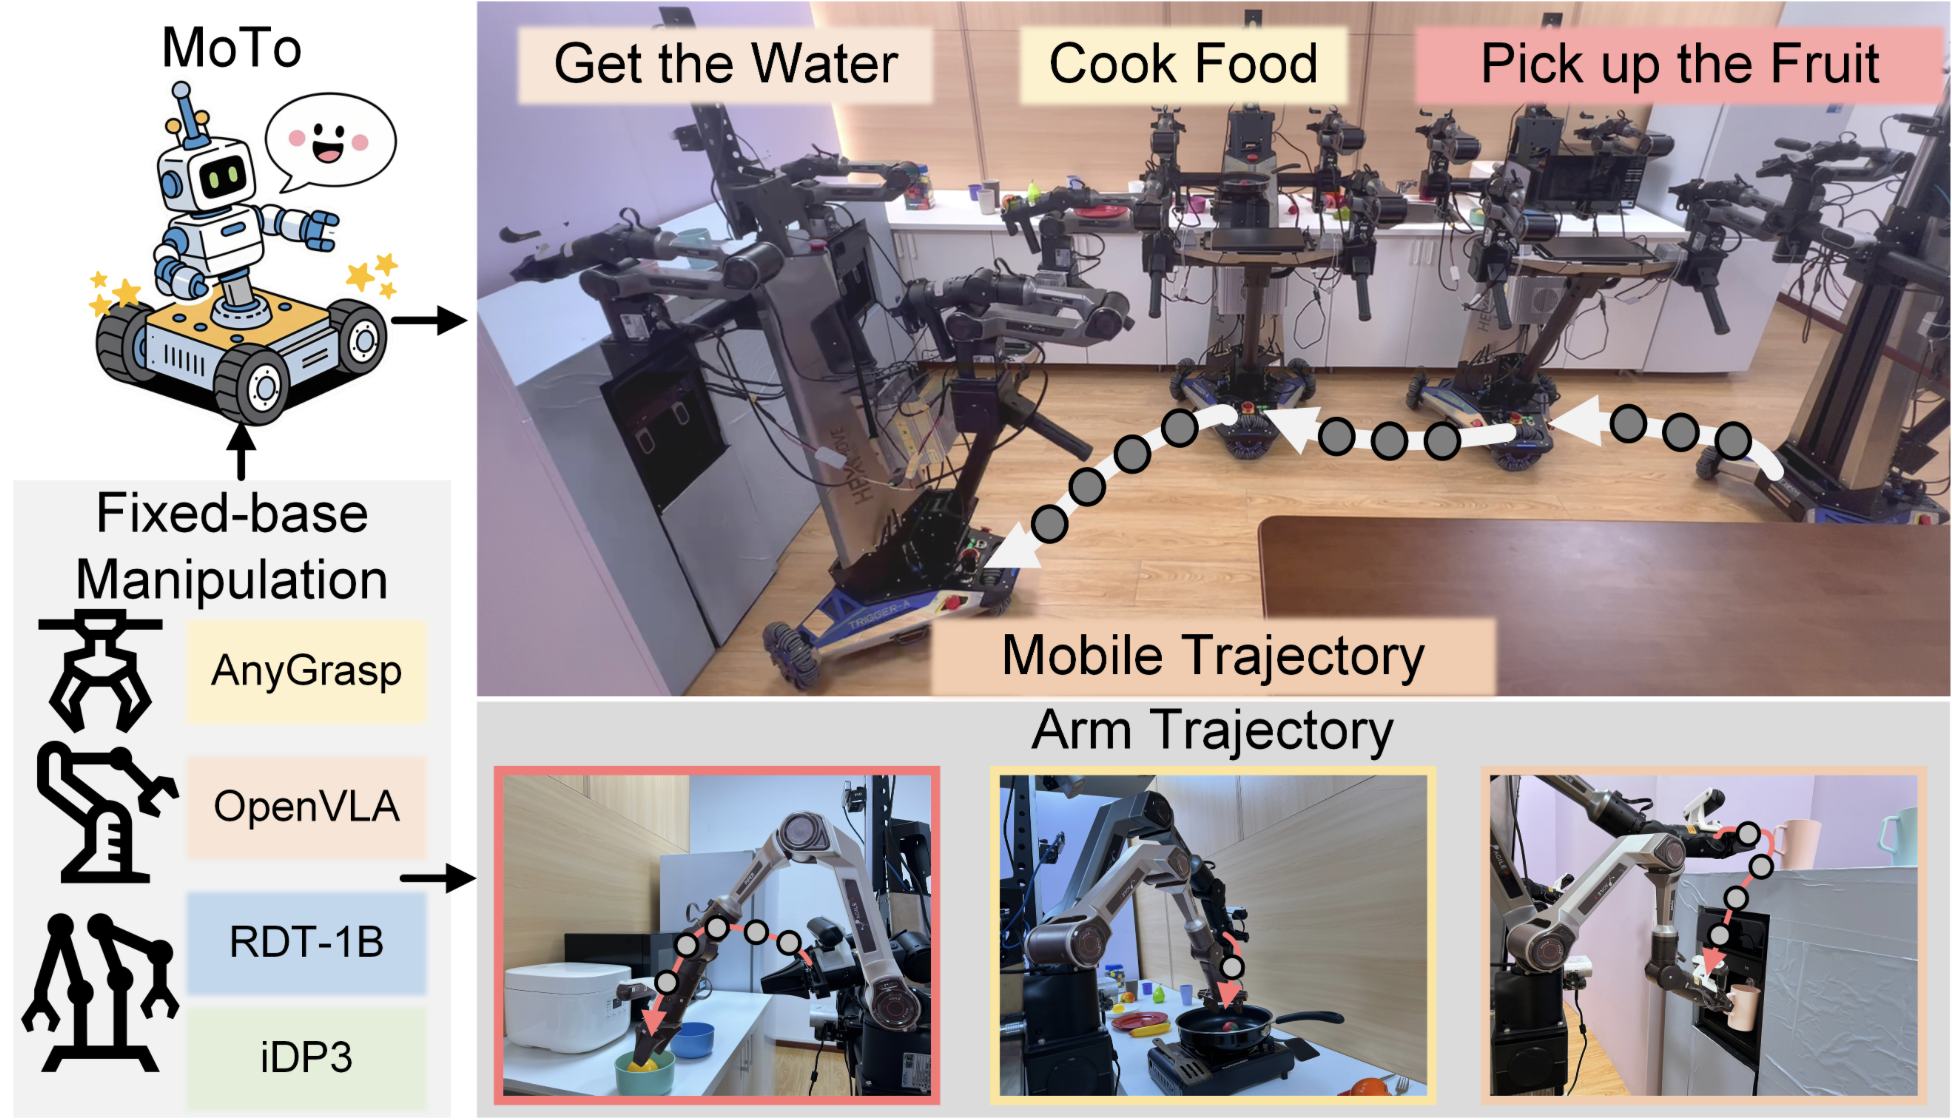 MoTo
Get the Water
Cook Food
Pick up the Fruit
Fixed-base
Manipulation
AnyGrasp
OpenVLA
RDT-1B
iDP3
TRIGGER-A
Mobile Trajectory
Arm Trajectory